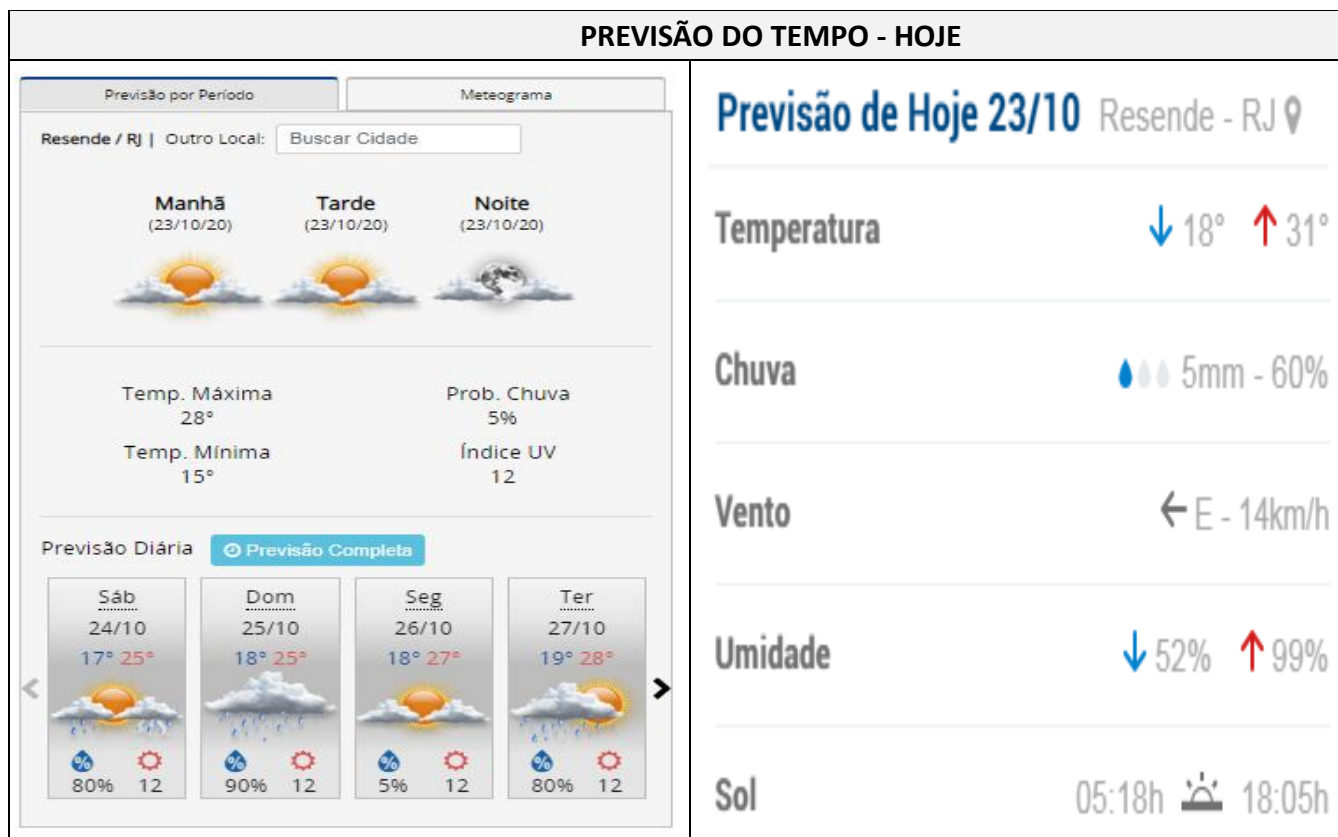 PREVISÃO DO TEMPO - HOJE
Previsão por Período
Meteograma
Resende / RJ | Outro Local: Buscar Cidade
Manhã Tarde Noite
(23/10/20) (23/10/20) (23/10/20)
Temp. Máxima Prob. Chuva
28° 5%
Temp. Mínima Índice UV
15° 12
Previsão Diária Previsão Completa
Sáb Dom Seg Ter
24/10 25/10 26/10 27/10
17° 25° 18° 25° 18° 27° 19° 28°
% % % %
80% 12 90% 12 5% 12 80% 12
Previsão de Hoje 23/10 Resende - RJ
Temperatura 18° 31°
Chuva 5mm - 60%
Vento E - 14km/h
Umidade 52% 99%
Sol 05:18h 18:05h